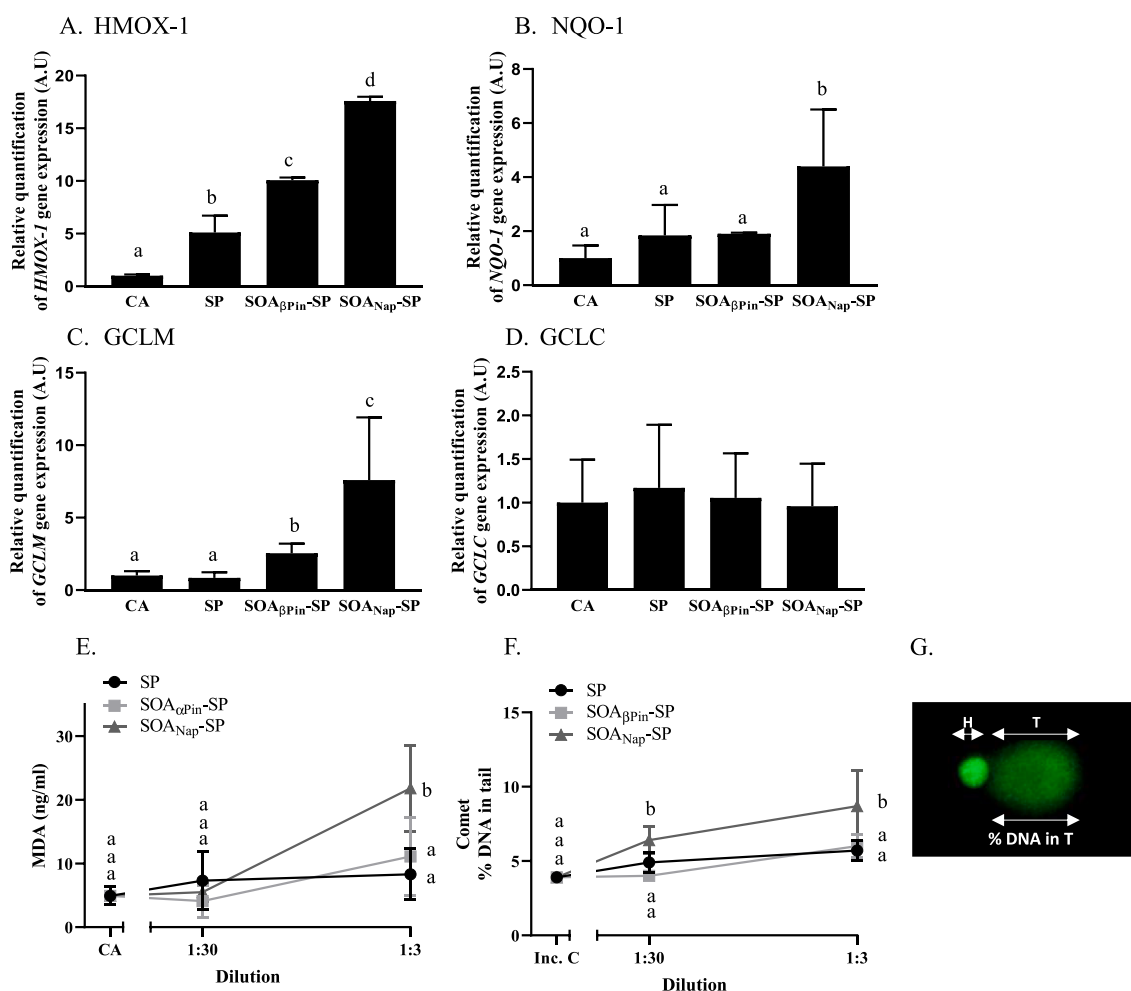 A. HMOX-1
Relative quantification
of HMOX-1 gene expression (A.U)
20
15
10
5
0
a
b
c
d
CA
SP
SOAβPin-SP
SOANap-SP
B. NQO-1
Relative quantification
of NQO-1 gene expression (A.U)
8
6
4
2
0
a
a
a
b
CA
SP
SOAβPin-SP
SOANap-SP
C. GCLM
Relative quantification
of GCLM gene expression (A.U)
15
10
5
0
a
a
b
c
CA
SP
SOAβPin-SP
SOANap-SP
D. GCLC
Relative quantification
of GCLC gene expression (A.U)
2.5
2.0
1.5
1.0
0.5
0.0
CA
SP
SOAβPin-SP
SOANap-SP
E.
SP
SOAαPin-SP
SOANap-SP
MDA (ng/ml)
30
20
10
0
a
a
a
a
a
a
b
a
a
CA
1:30
1:3
Dilution
F.
SP
SOAβPin-SP
SOANap-SP
Comet
% DNA in tail
15
10
5
0
a
a
a
b
a
a
b
a
a
Inc. C
1:30
1:3
Dilution
G.
H
T
% DNA in T